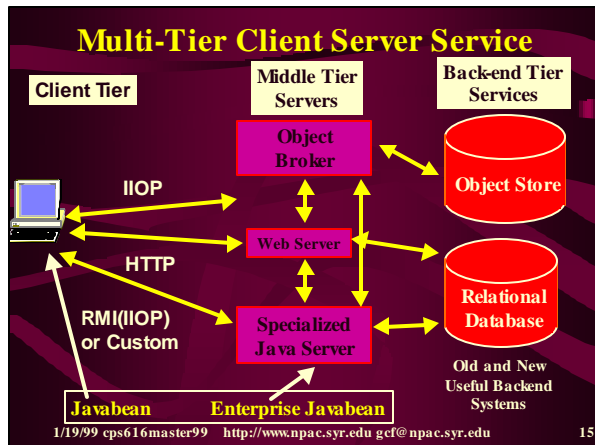 Multi-Tier Client Server Service
Client Tier
Middle Tier
Servers
Back-end Tier
Services
Object
Broker
Object Store
IIOP
Web Server
HTTP
Relational
Database
RMI(IIOP)
or Custom
Specialized
Java Server
Old and New
Useful Backend
Systems
Javabean
Enterprise Javabean
1/19/99 cps616master99 http://www.npac.syr.edu gcf@npac.syr.edu 15